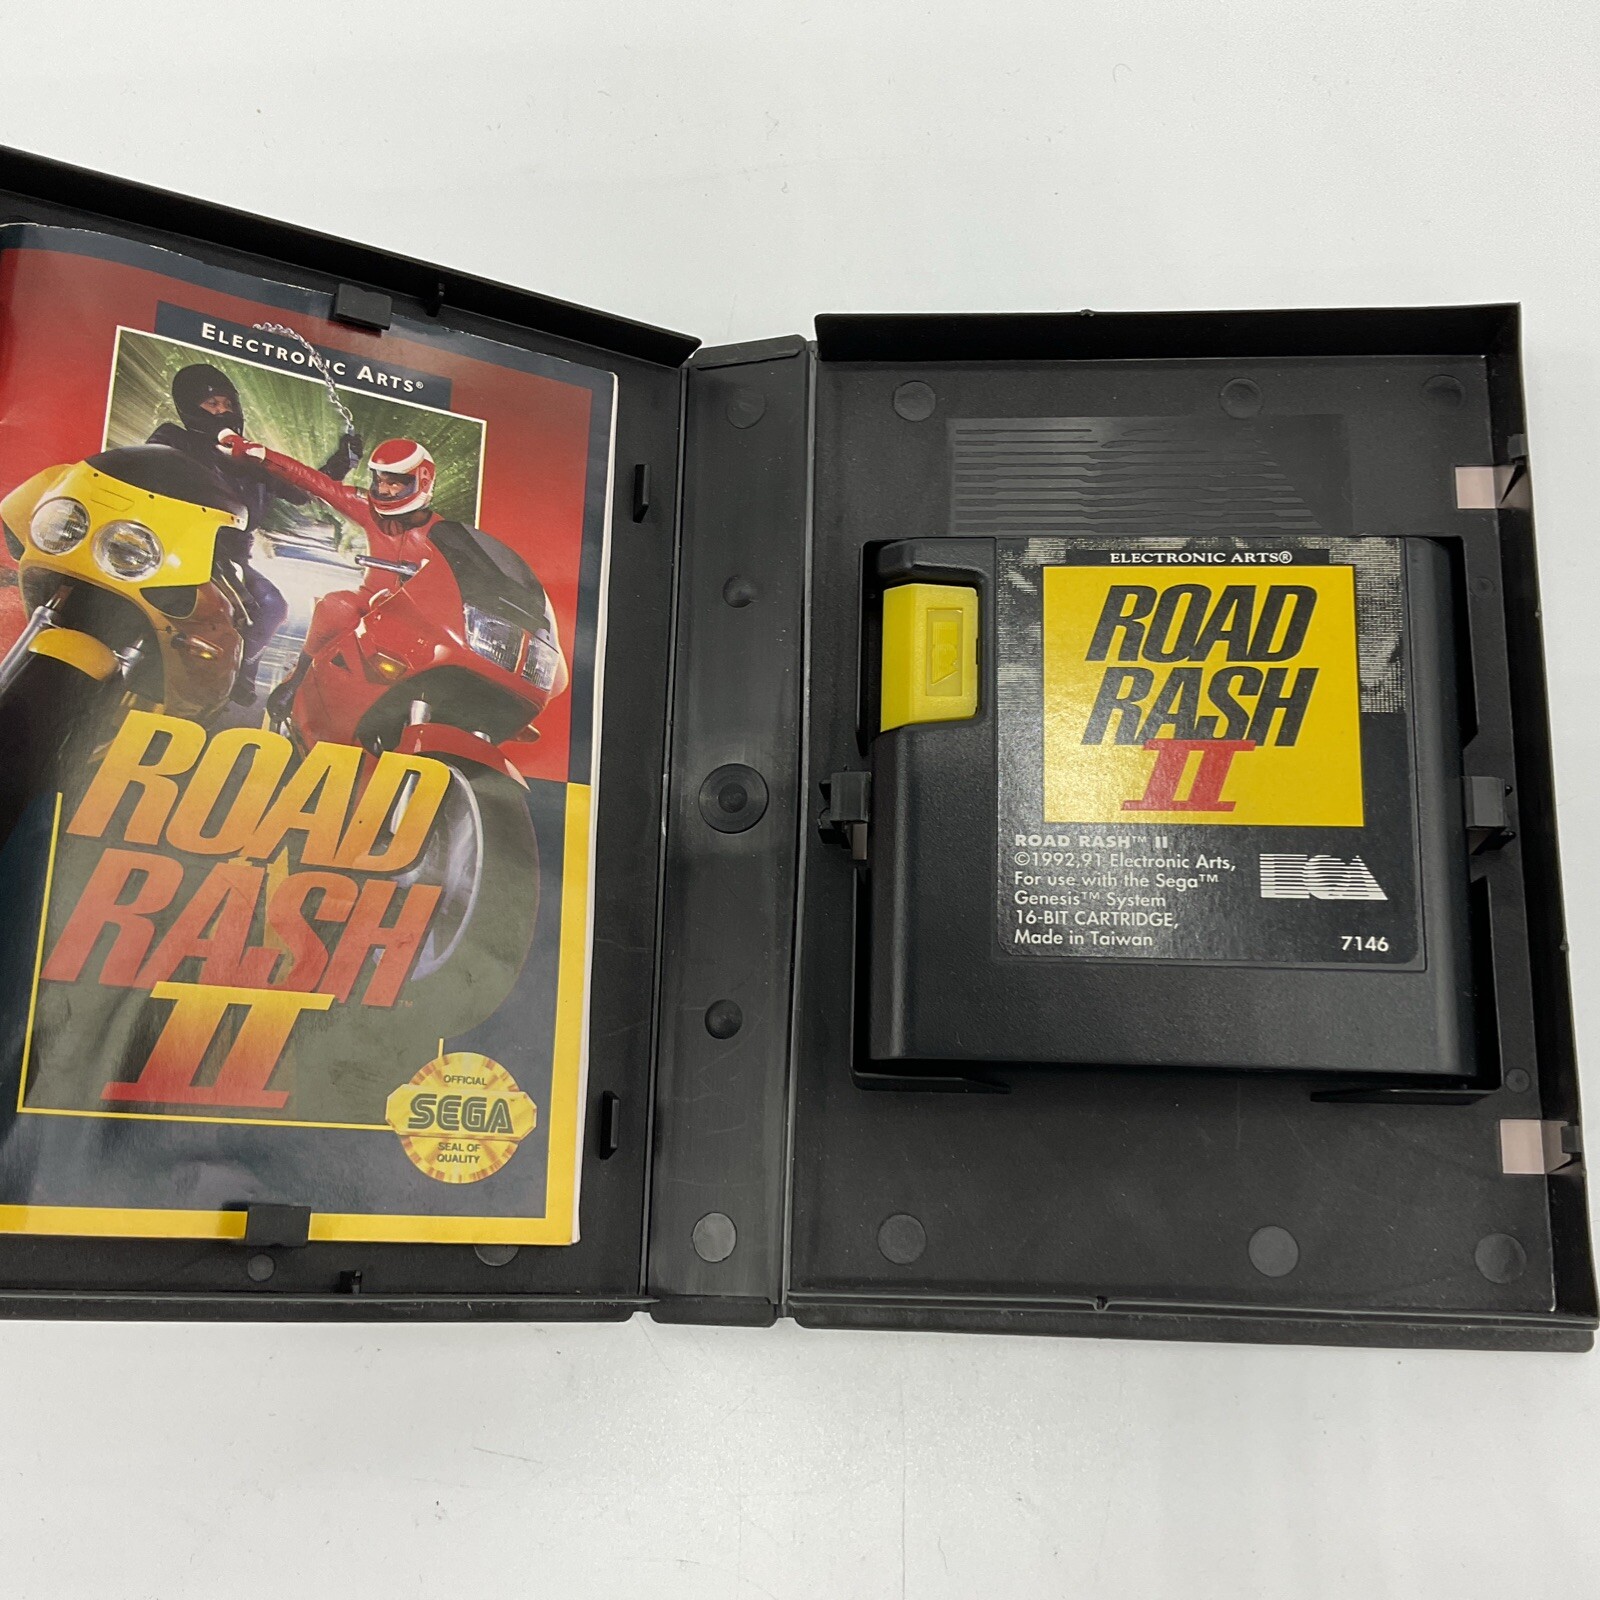 ELECTRONIC ARTS®
ROAD
RASH™
II
OFFICIAL
SEGA
SEAL OF
QUALITY
ELECTRONIC ARTS®
ROAD
RASH
II
ROAD RASH™ II
©1992,91 Electronic Arts,
For use with the Sega™
Genesis™ System
16-BIT CARTRIDGE,
Made in Taiwan
EA
7146